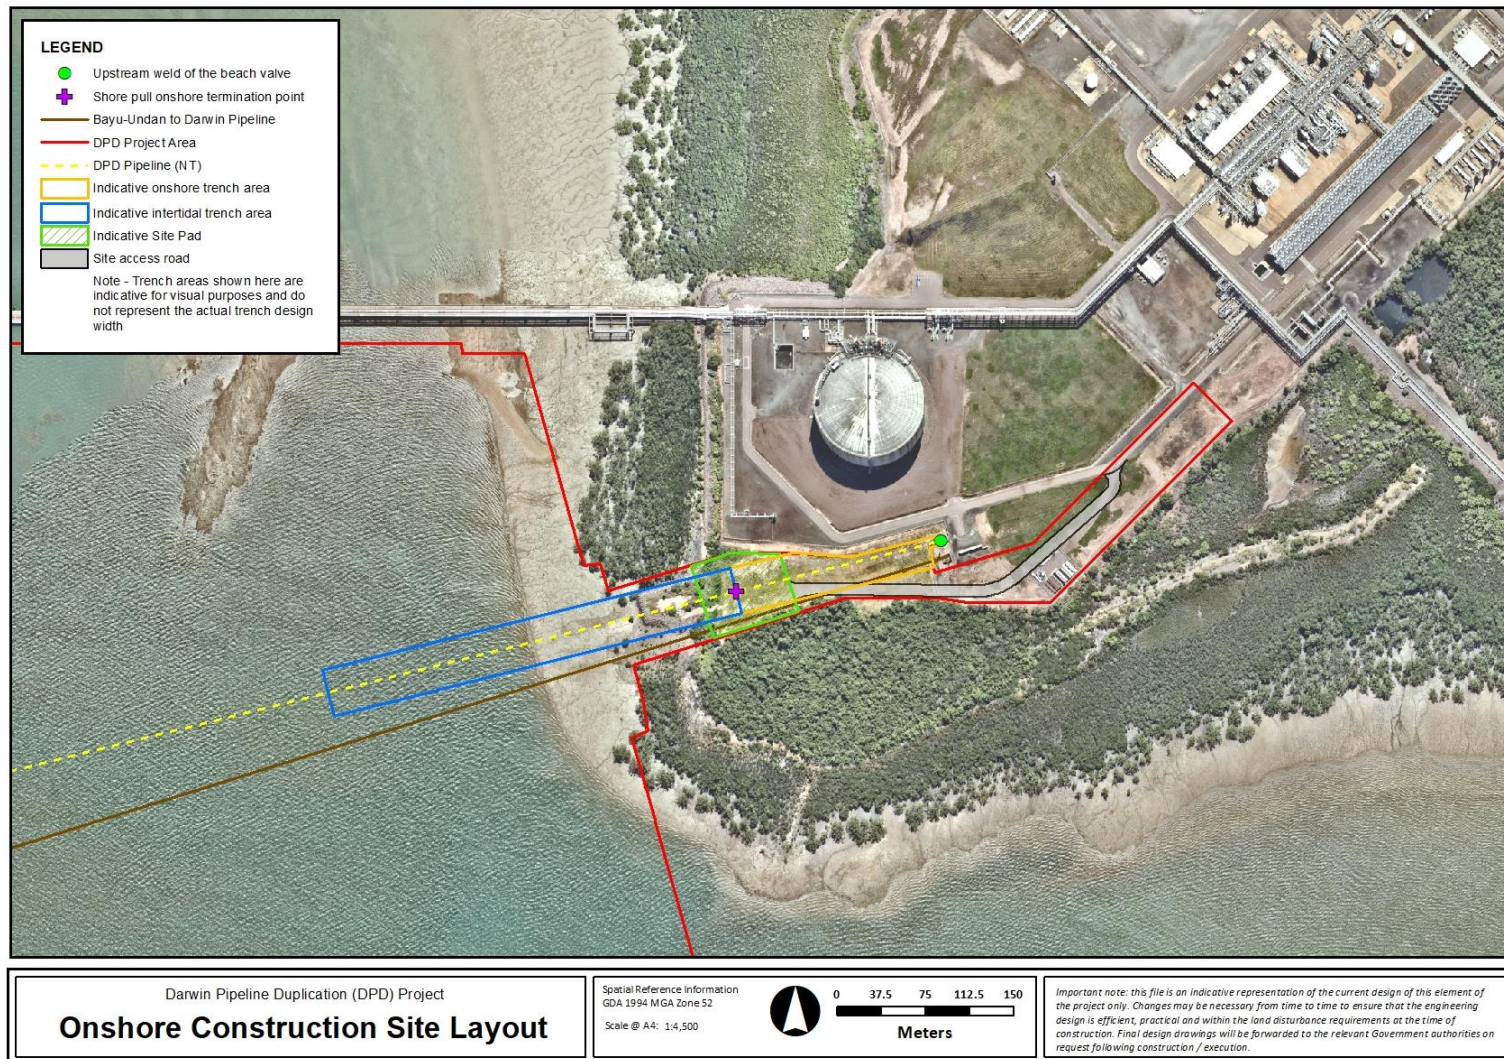 LEGEND
Upstream weld of the beach valve
Shore pull onshore termination point
Bayu-Undan to Darwin Pipeline
DPD Project Area
DPD Pipeline (NT)
Indicative onshore trench area
Indicative intertidal trench area
Indicative Site Pad
Site access road
Note - Trench areas shown here are
indicative for visual purposes and do
not represent the actual trench design
width
Darwin Pipeline Duplication (DPD) Project
Onshore Construction Site Layout
Spatial Reference Information
GDA 1994 MGA Zone 52
Scale @ A4: 1:4,500
0 37.5 75 112.5 150
Meters
Important note: this file is an indicative representation of the current design of this element of
the project only. Changes may be necessary from time to time to ensure that the engineering
design is efficient, practical and within the land disturbance requirements at the time of
construction. Final design drawings will be forwarded to the relevant Government authorities on
request following construction / execution.